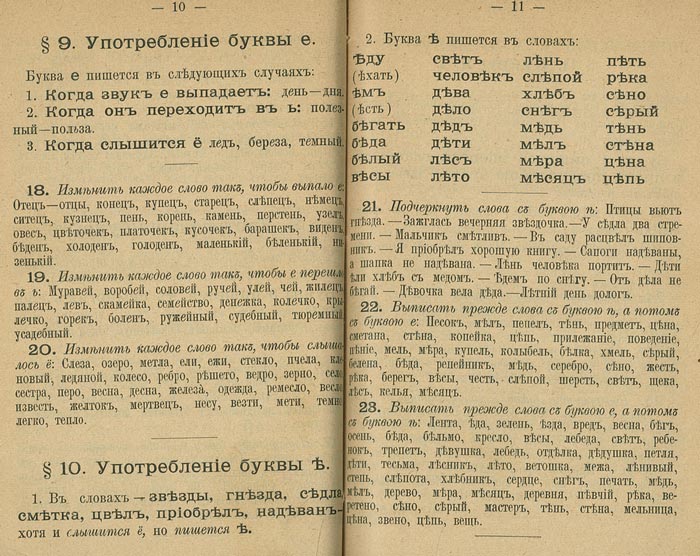 — 10 —
§ 9. Употребленіе буквы е.
Буква е пишется въ слѣдующихъ случаяхъ:
1. Когда звукъ е выпадаетъ: день—дня.
2. Когда онъ переходитъ въ ь: полез-
ный—польза.
3. Когда слышится ё ледъ, береза, темный.
18. Измѣнить каждое слово такъ, чтобы выпало е:
Отец—отцы, конецъ, купецъ, старецъ, слѣпецъ, нѣмецъ,
ситецъ, кузнецъ, пень, корень, камень, перстень, узелъ,
овесъ, цвѣточекъ, платочекъ, кусочекъ, барашекъ, виденъ,
бѣденъ, холоденъ, голоденъ, маленькій, бѣленькій, ни-
зенькій.
19. Измѣнить каждое слово такъ, чтобы е перешло
въ ь: Муравей, воробей, соловей, ручей, улей, чей, жилецъ,
палецъ, левъ, скамейка, семейство, денежка, колечко, кры-
лечко, горекъ, боленъ, ружейный, судебный, тюремный,
усадебный.
20. Измѣнить каждое слово такъ, чтобы слыша-
лось ё: Слеза, озеро, метла, ели, ежи, стекло, пчела, кле-
новый, ледяной, колесо, ребро, рѣшето, ведро, зерно, село,
сестра, перо, весна, десна, железа, одежда, ремесло, весло,
известь, желтокъ, мертвецъ, несу, везти, мети, темно,
легко, тепло.
§ 10. Употребленіе буквы Ѣ.
1. Въ словахъ—звѣзды, гнѣзда, сѣдла,
смѣтка, цвѣлъ, пріобрѣлъ, надѣванъ—
хотя и слышится ё, но пишется ѣ.
— 11 —
2. Буква Ѣ пишется въ словахъ:
ѣду свѣтъ лѣнь пѣть
(ѣхать) человѣкъ слѣпой рѣка
ѣмъ дѣва хлѣбъ сѣно
(ѣсть) дѣло снѣгъ сѣрый
бѣгать дѣдъ мѣдь тѣнь
бѣда дѣти мѣлъ стѣна
бѣлый лѣсъ мѣра цѣна
вѣсы лѣто мѣсяцъ цѣпь
21. Подчеркнуть слова съ буквою ѣ: Птицы вьютъ
гнѣзда.—Зажглась вечерняя звѣздочка.—У сѣдла два стре-
мени.—Мальчикъ смѣтливъ.—Въ саду расцвѣлъ шипов-
никъ.—Я пріобрѣлъ хорошую книгу.—Сапоги надѣваны,
а шапка не надѣвана.—Лѣнь человѣка портитъ.—Дѣти
ѣли хлѣбъ съ медомъ.—Ѣдемъ по снѣгу.—Отъ дѣла не
бѣгай.—Дѣвочка вела дѣда.—Лѣтній день дологъ.
22. Выписать прежде слова съ буквою ѣ, а потомъ
съ буквою е: Песокъ, мѣлъ, пепелъ, тѣнь, предметъ, цѣна,
сметана, стѣна, копейка, цѣпь, прилежаніе, поведеніе,
пѣніе, мель, мѣра, купель, колыбель, бѣлка, хмель, сѣрый,
белена, бѣда, репейникъ, мѣдь, серебро, сѣно, жесть,
рѣка, берегъ, вѣсы, честь, слѣпой, шерсть, свѣтъ, щека,
лѣсъ, келья, мѣсяцъ.
23. Выписать прежде слова съ буквою е, а потомъ
съ буквою ѣ: Лента, ѣда, зелень, ѣзда, вредъ, весна, бѣгъ,
осень, бѣда, бѣльмо, кресло, вѣсы, лебеда, свѣтъ, ребе-
нокъ, трепетъ, дѣвушка, лебедь, отдѣлка, дѣдушка, петля,
дѣти, тесьма, лѣсникъ, лѣто, ветошка, межа, лѣнивый,
степь, слѣпота, хлѣбникъ, сердце, снѣгъ, печать, мѣдь,
мѣлъ, дерево, мѣра, мѣсяцъ, деревня, пѣвчій, рѣка, ве-
ретено, сѣно, сѣрый, мастеръ, тѣнь, стѣна, мельница,
цѣна, звено, цѣпь, вещь.